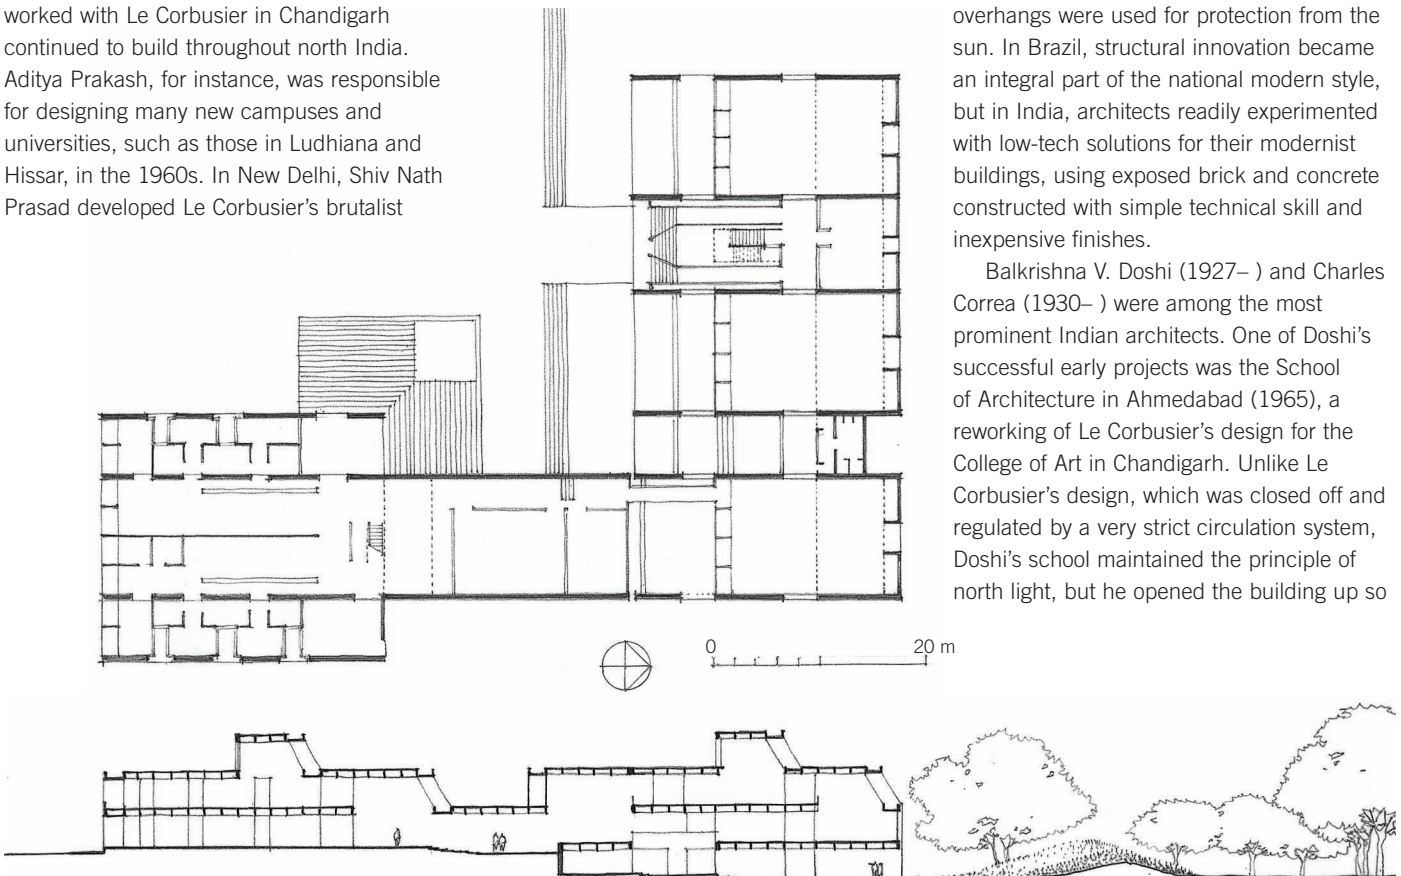 worked with Le Corbusier in Chandigarh
continued to build throughout north India.
Aditya Prakash, for instance, was responsible
for designing many new campuses and
universities, such as those in Ludhiana and
Hissar, in the 1960s. In New Delhi, Shiv Nath
Prasad developed Le Corbusier’s brutalist
overhangs were used for protection from the
sun. In Brazil, structural innovation became
an integral part of the national modern style,
but in India, architects readily experimented
with low-tech solutions for their modernist
buildings, using exposed brick and concrete
constructed with simple technical skill and
inexpensive finishes.
Balkrishna V. Doshi (1927– ) and Charles
Correa (1930– ) were among the most
prominent Indian architects. One of Doshi’s
successful early projects was the School
of Architecture in Ahmedabad (1965), a
reworking of Le Corbusier’s design for the
College of Art in Chandigarh. Unlike Le
Corbusier’s design, which was closed off and
regulated by a very strict circulation system,
Doshi’s school maintained the principle of
north light, but he opened the building up so
0 20 m